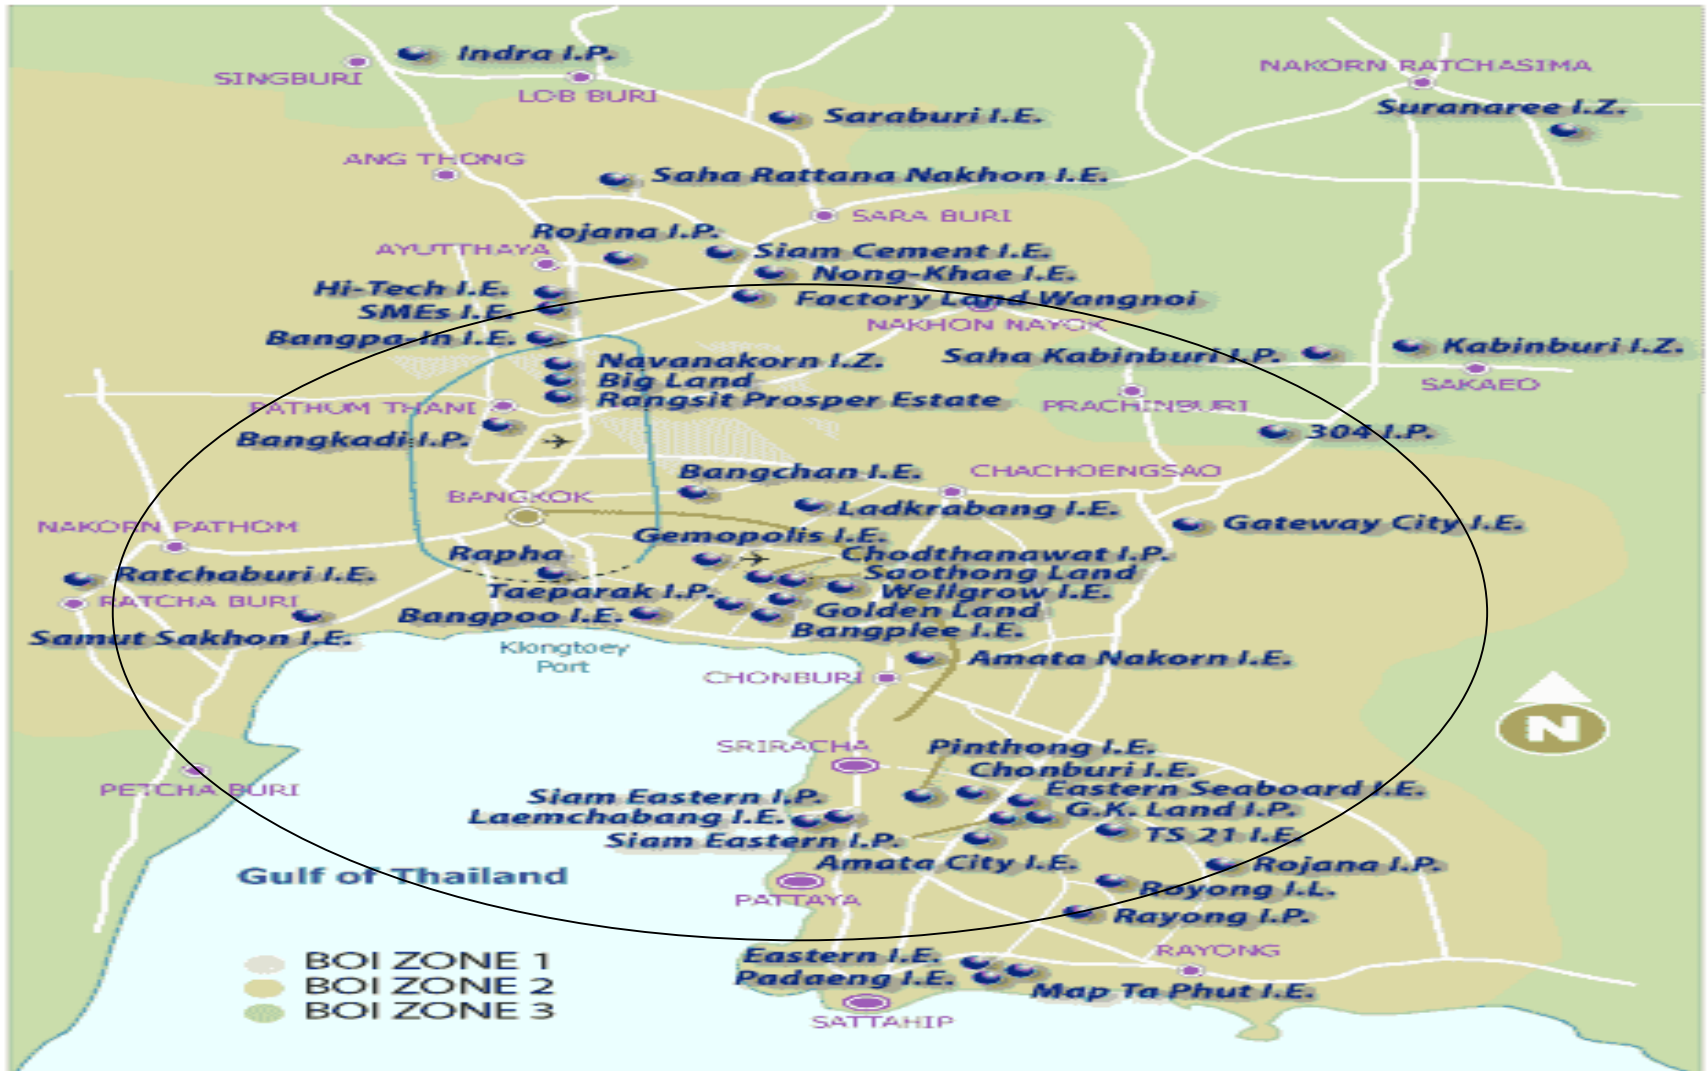 Indra I.P.
SINGBURI
LOB BURI
NAKORN RATCHASIMA
Suranaree I.Z.
Saraburi I.E.
ANG THONG
Saha Rattana Nakhon I.E.
SARA BURI
Rojana I.P.
AYUTTHAYA
Siam Cement I.E.
Nong-Khae I.E.
Hi-Tech I.E.
Factory Land Wangnoi
SMEs I.E.
NAKHON NAYOK
Bangpa-In I.E.
Saha Kabinburi I.P.
Kabinburi I.Z.
Navanakorn I.Z.
Big Land
SAKAEO
Rangsit Prosper Estate
PATHUM THANI
PRACHINBURI
Bangkadi I.P.
304 I.P.
Bangchan I.E.
CHACHOENGSAO
BANGKOK
Ladkrabang I.E.
NAKORN PATHOM
Gateway City I.E.
Gemopolis I.E.
Rapha
Chodthanawat I.P.
Saothong Land
Ratchaburi I.E.
Taeparak I.P.
Wellgrow I.E.
RATCHA BURI
Golden Land
Bangpoo I.E.
Bangplee I.E.
Samut Sakhon I.E.
Klongtoey
Port
Amata Nakorn I.E.
CHONBURI
SRIRACHA
Pinthong I.E.
Chonburi I.E.
PETCHA BURI
Eastern Seaboard I.E.
Siam Eastern I.P.
G.K. Land I.P.
Laemchabang I.E.
TS 21 I.E.
Siam Eastern I.P.
Amata City I.E.
Rojana I.P.
Gulf of Thailand
Royong I.L.
PATTAYA
Rayong I.P.
Eastern I.E.
RAYONG
Padaeng I.E.
Map Ta Phut I.E.
SATTAHIP
N
BOI ZONE 1
BOI ZONE 2
BOI ZONE 3